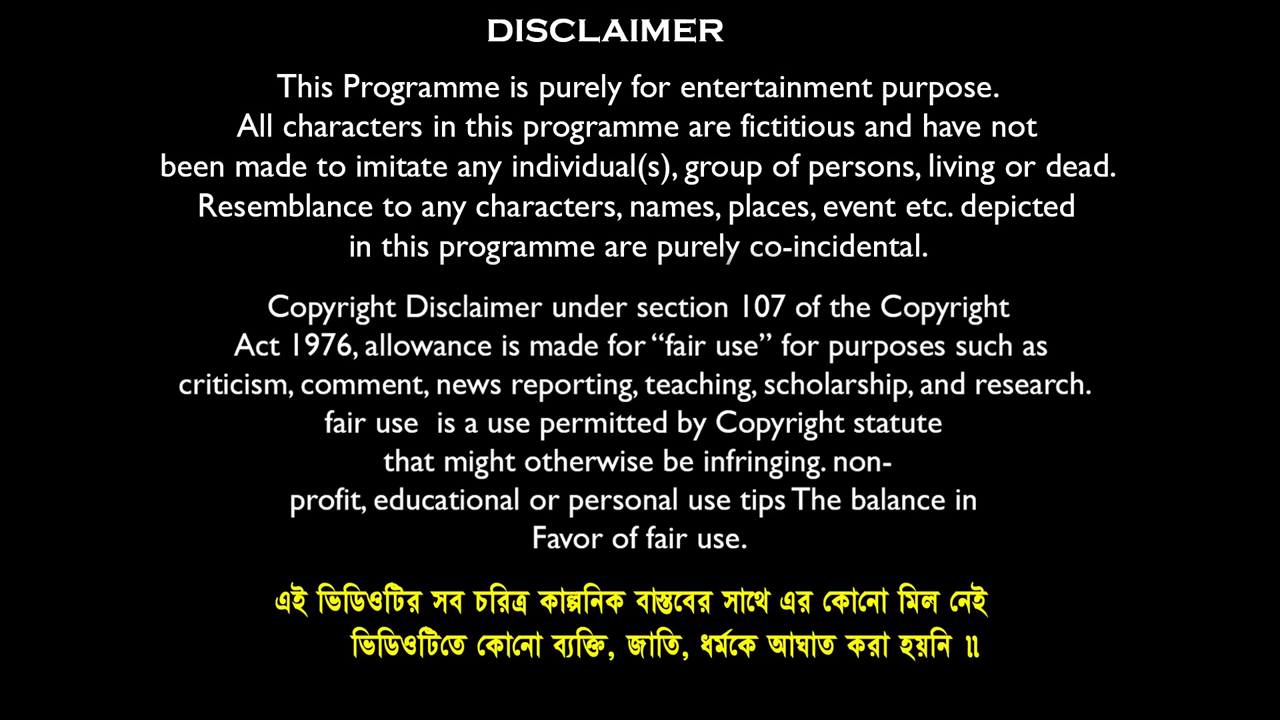 DISCLAIMER
This Programme is purely for entertainment purpose.
All characters in this programme are fictitious and have not
been made to imitate any individual(s), group of persons, living or dead.
Resemblance to any characters, names, places, event etc. depicted
in this programme are purely co-incidental.
Copyright Disclaimer under section 107 of the Copyright
Act 1976, allowance is made for “fair use” for purposes such as
criticism, comment, news reporting, teaching, scholarship, and research.
fair use  is a use permitted by Copyright statute
that might otherwise be infringing. non-
profit, educational or personal use tips The balance in
Favor of fair use.
এই ভিডিওটির সব চরিত্র কাল্পনিক বাস্তবের সাথে এর কোনো মিল নেই
ভিডিওটিতে কোনো ব্যক্তি, জাতি, ধর্মকে আঘাত করা হয়নি ॥